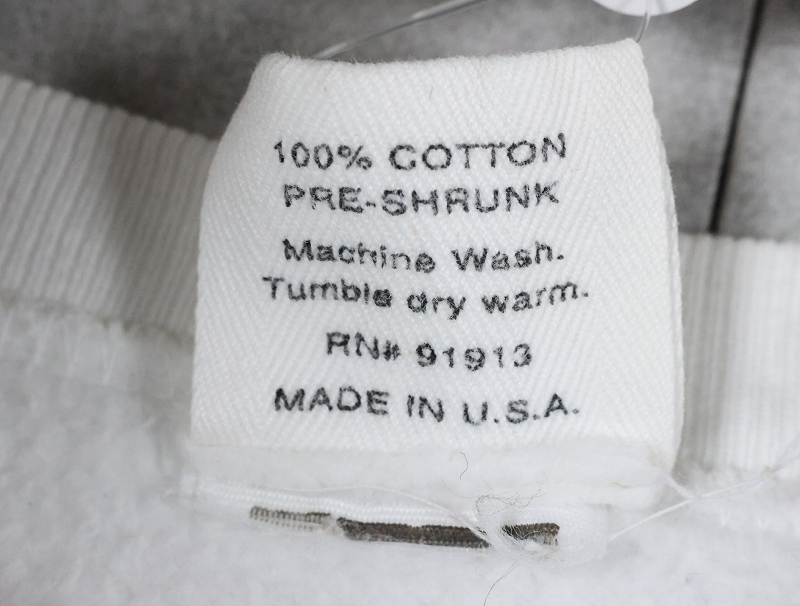 100% COTTON
PRE-SHRUNK
Machine Wash.
Tumble dry warm.
RN# 91913
MADE IN U.S.A.